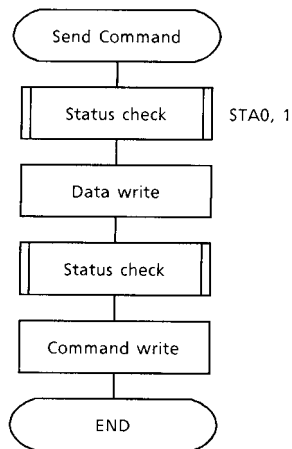 Send Command
Status check STA0, 1
Data write
Status check
Command write
END